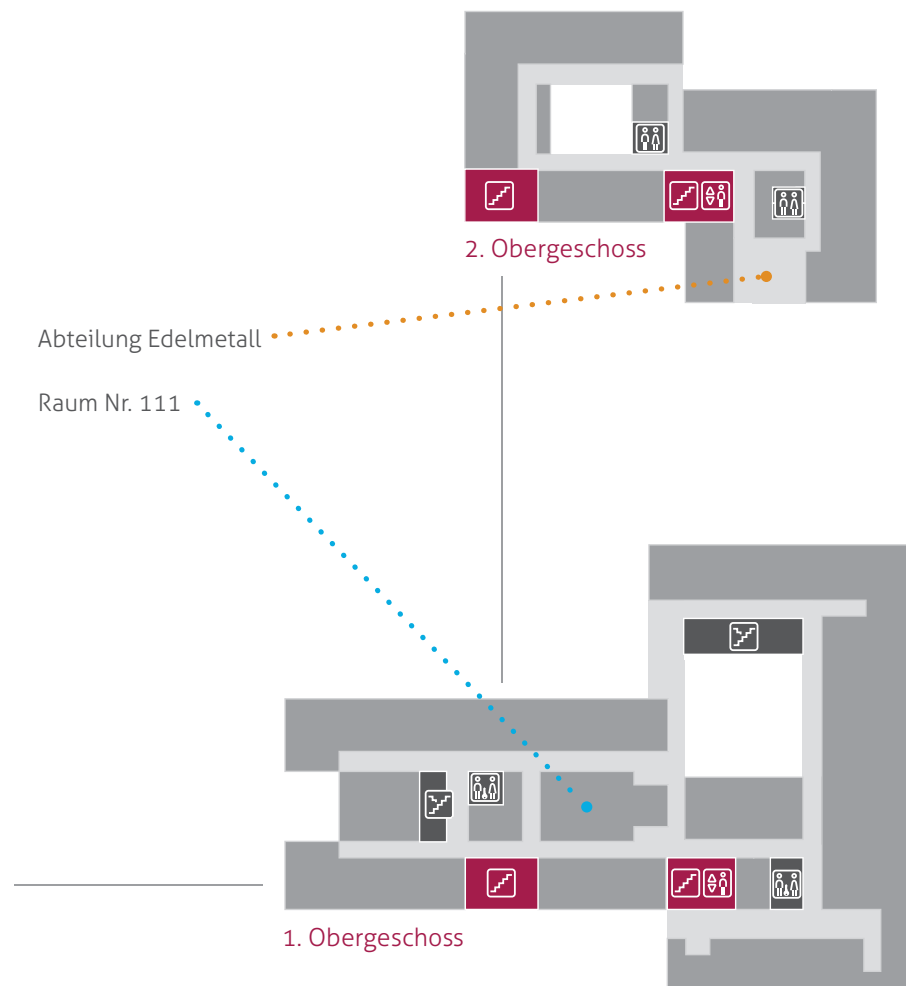 2. Obergeschoss
Abteilung Edelmetall
Raum Nr. 111
1. Obergeschoss